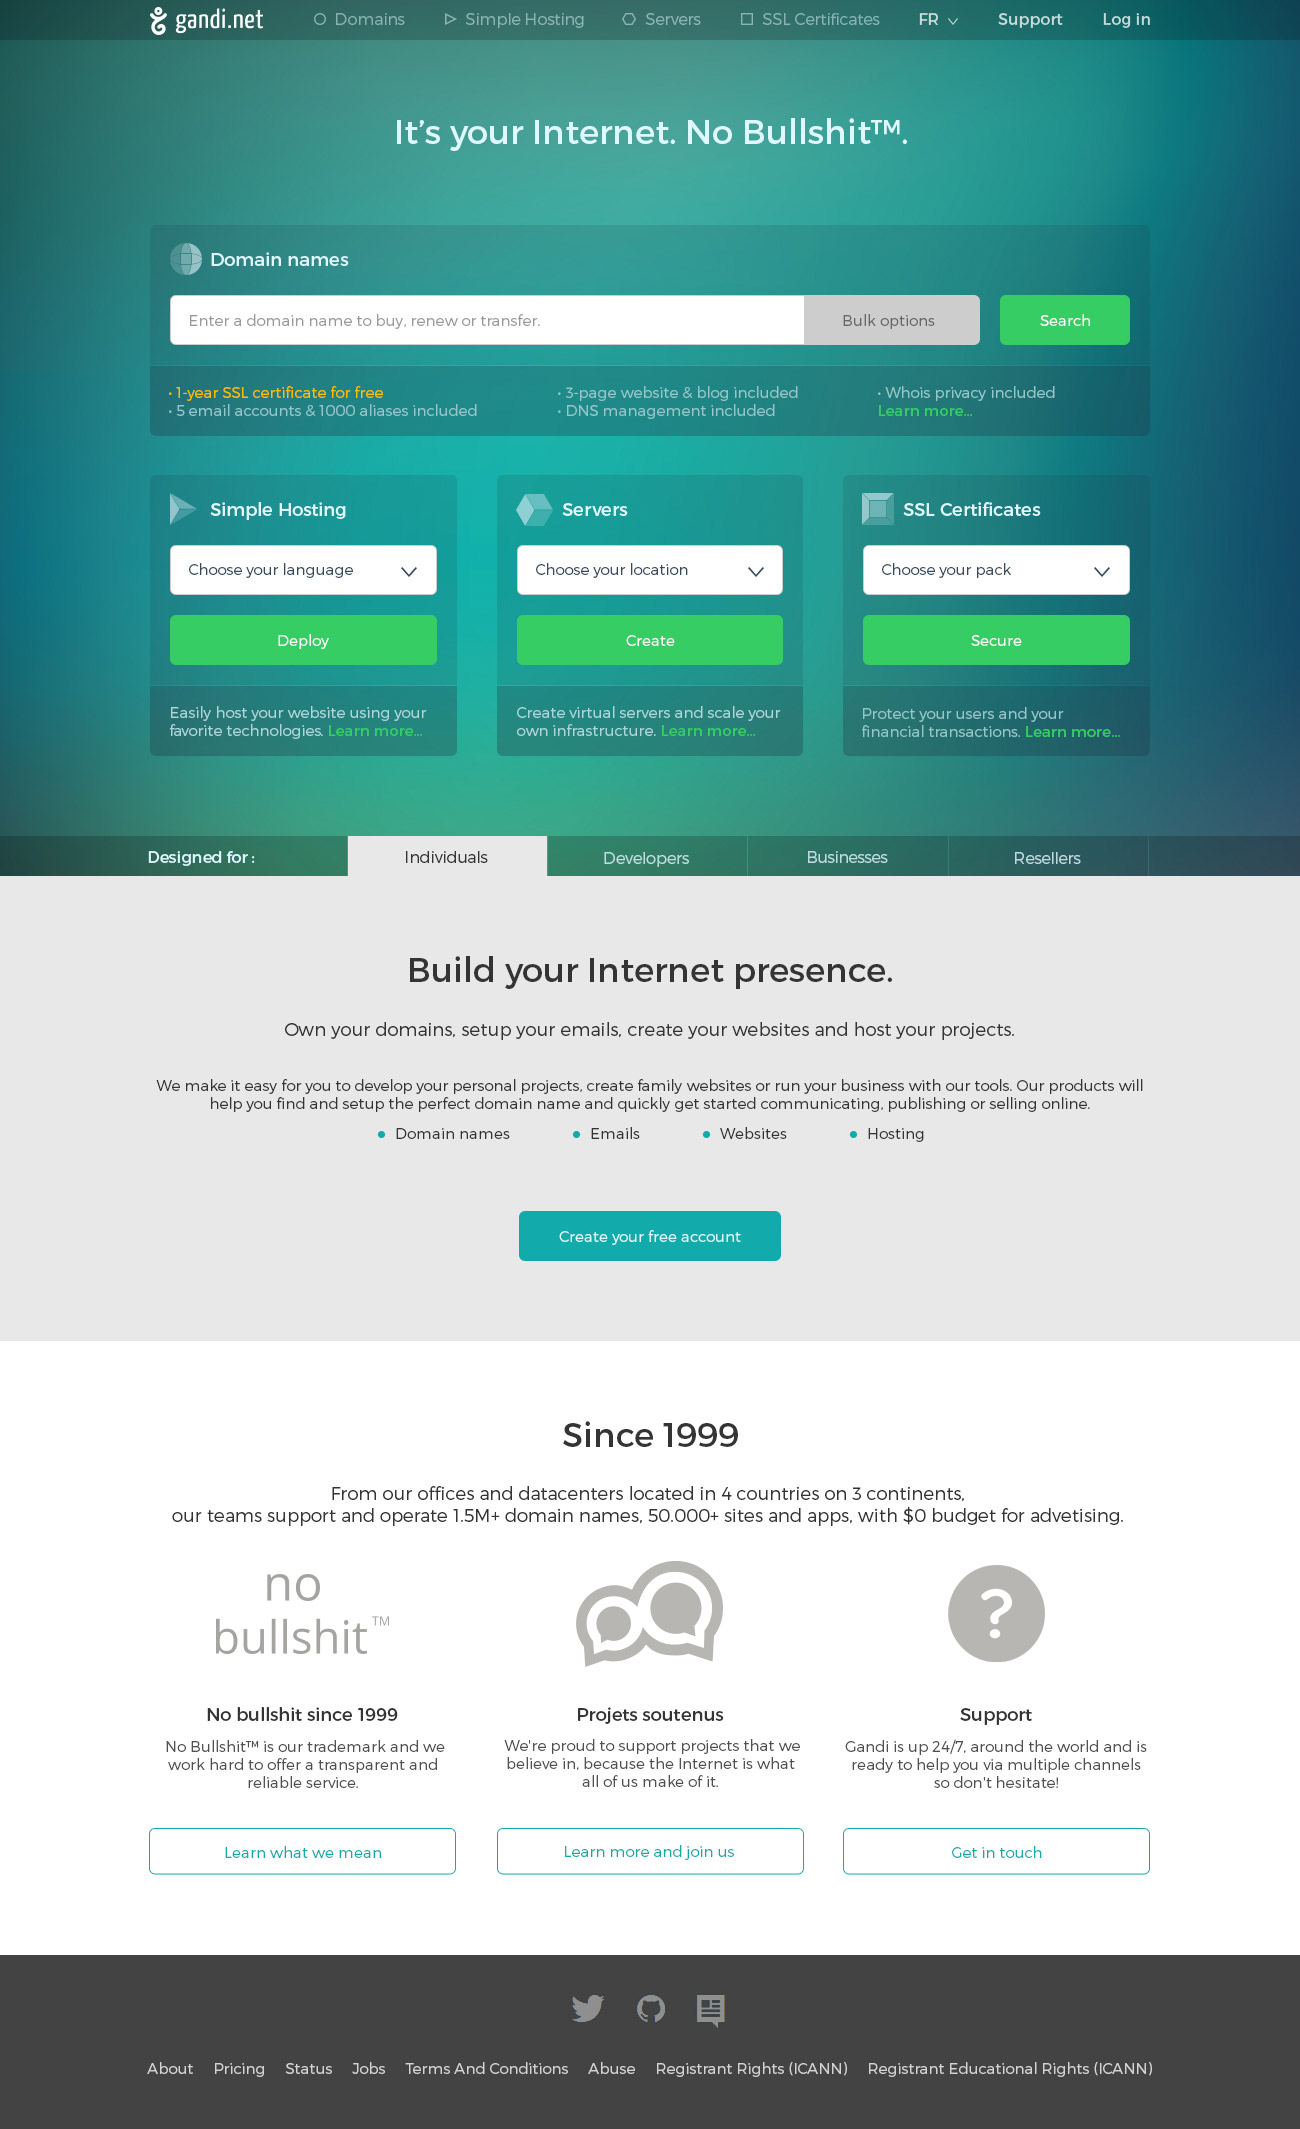 gandi.net
Domains
Simple Hosting
Servers
SSL Certificates
FR
Support
Log in
It's your Internet. No Bullshit™.
Domain names
Enter a domain name to buy, renew or transfer.
Bulk options
Search
• 1-year SSL certificate for free
• 5 email accounts & 1000 aliases included
• 3-page website & blog included
• DNS management included
• Whois privacy included
Learn more...
Simple Hosting
Choose your language
Deploy
Easily host your website using your
favorite technologies. Learn more...
Servers
Choose your location
Create
Create virtual servers and scale your
own infrastructure. Learn more...
SSL Certificates
Choose your pack
Secure
Protect your users and your
financial transactions. Learn more...
Designed for :
Individuals
Developers
Businesses
Resellers
Build your Internet presence.
Own your domains, setup your emails, create your websites and host your projects.
We make it easy for you to develop your personal projects, create family websites or run your business with our tools. Our products will
help you find and setup the perfect domain name and quickly get started communicating, publishing or selling online.
• Domain names
• Emails
• Websites
• Hosting
Create your free account
Since 1999
From our offices and datacenters located in 4 countries on 3 continents,
our teams support and operate 1.5M+ domain names, 50.000+ sites and apps, with $0 budget for advetising.
no
bullshit™
No bullshit since 1999
No Bullshit™ is our trademark and we
work hard to offer a transparent and
reliable service.
Learn what we mean
Projets soutenus
We're proud to support projects that we
believe in, because the Internet is what
all of us make of it.
Learn more and join us
?
Support
Gandi is up 24/7, around the world and is
ready to help you via multiple channels
so don't hesitate!
Get in touch
About
Pricing
Status
Jobs
Terms And Conditions
Abuse
Registrant Rights (ICANN)
Registrant Educational Rights (ICANN)